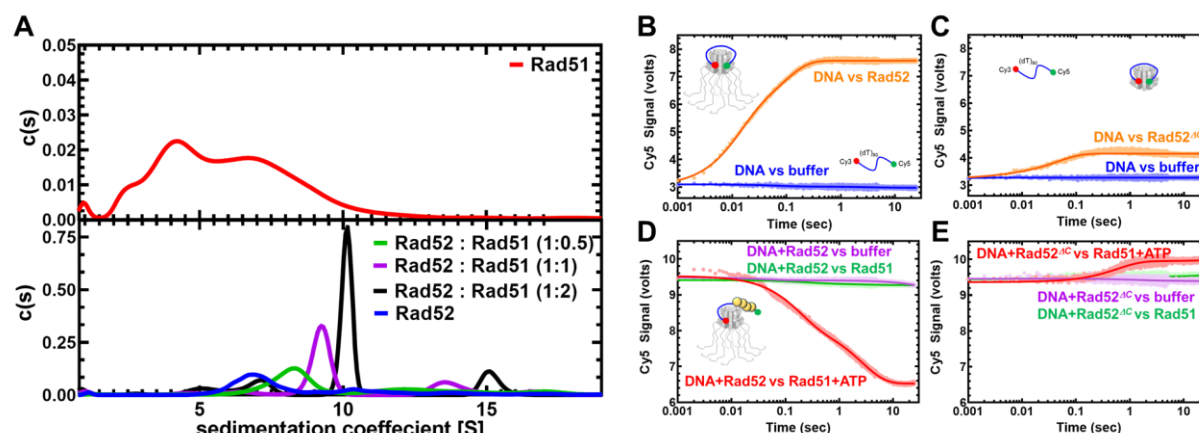 A
c(s)
0.05
0.04
0.03
0.02
0.01
0.00
Rad51
c(s)
0.75
0.50
0.25
0.00
Rad52 : Rad51 (1:0.5)
Rad52 : Rad51 (1:1)
Rad52 : Rad51 (1:2)
Rad52
5
10
15
sedimentation coeffecient [S]
B
Cy5 Signal (volts)
8
7
6
5
4
3
DNA vs Rad52
(dT)90
Cy3
Cy5
DNA vs buffer
0.001
0.01
0.1
1
10
Time (sec)
C
Cy5 Signal (volts)
8
7
6
5
4
3
(dT)90
Cy3
Cy5
DNA vs Rad52ΔC
DNA vs buffer
0.001
0.01
0.1
1
10
Time (sec)
D
Cy5 Signal (volts)
10
9
8
7
6
DNA+Rad52 vs buffer
DNA+Rad52 vs Rad51
DNA+Rad52 vs Rad51+ATP
0.001
0.01
0.1
1
10
Time (sec)
E
Cy5 Signal (volts)
10
9
8
7
6
DNA+Rad52ΔC vs Rad51+ATP
DNA+Rad52ΔC vs buffer
DNA+Rad52ΔC vs Rad51
0.001
0.01
0.1
1
10
Time (sec)